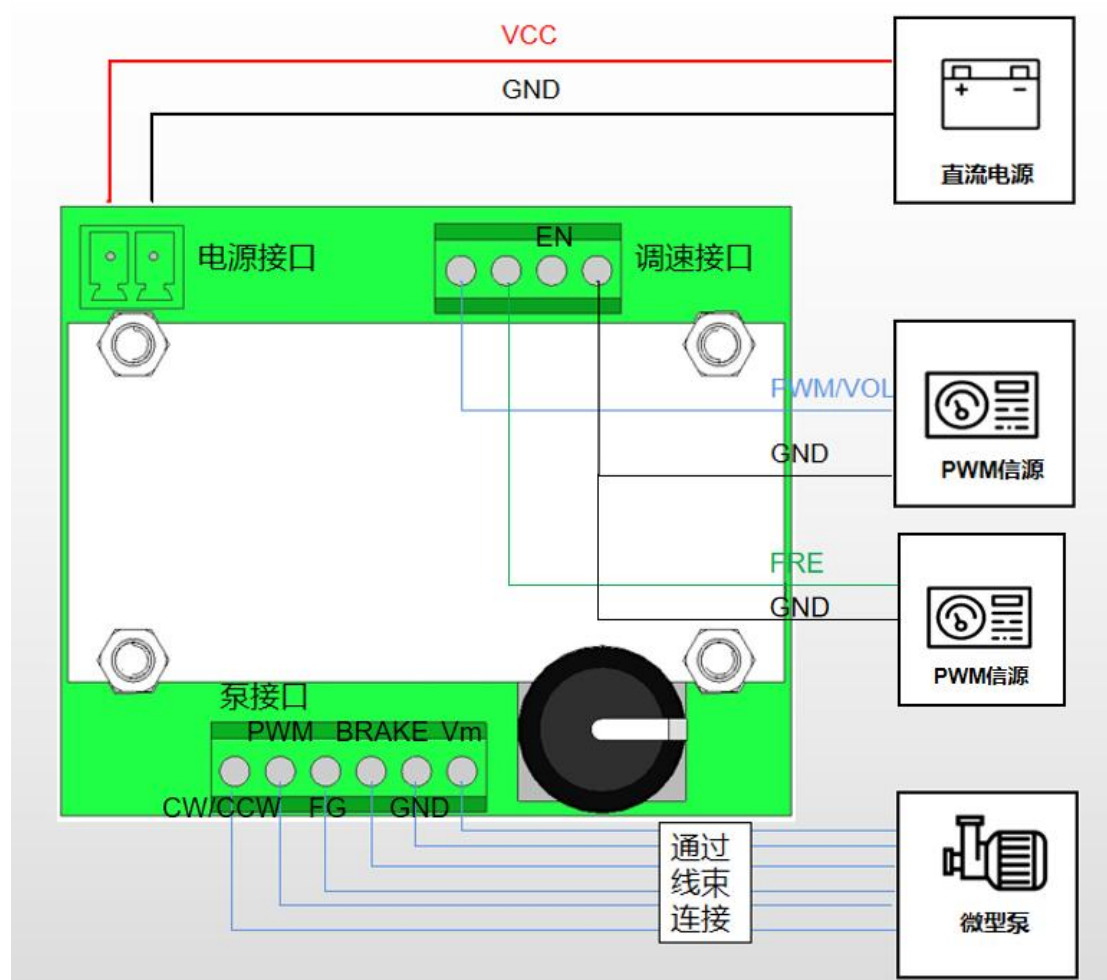 VCC
GND
+ -
直流电源
电源接口
EN
调速接口
PWM/VOL
GND
PWM信源
FRE
GND
PWM信源
泵接口
PWM BRAKE Vm
CW/CCW FG GND
通过
线束
连接
微型泵